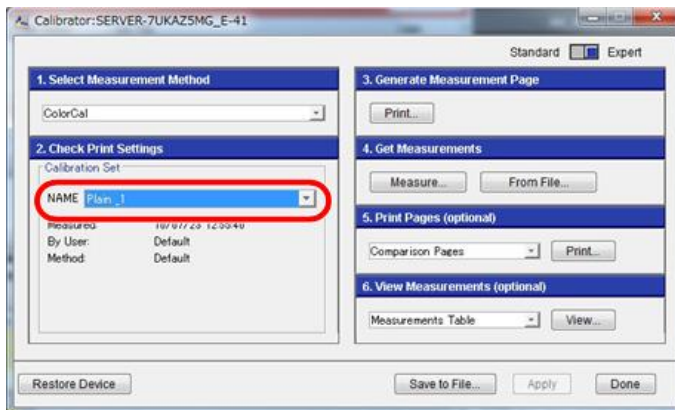 Calibrator:SERVER-7UKAZ5MG_E-41
Standard Expert
1. Select Measurement Method
ColorCal
2. Check Print Settings
Calibration Set
NAME Plain _1
Measured:
By User: Default
Method: Default
3. Generate Measurement Page
Print...
4. Get Measurements
Measure... From File...
5. Print Pages (optional)
Comparison Pages Print...
6. View Measurements (optional)
Measurements Table View...
Restore Device Save to File... Apply Done